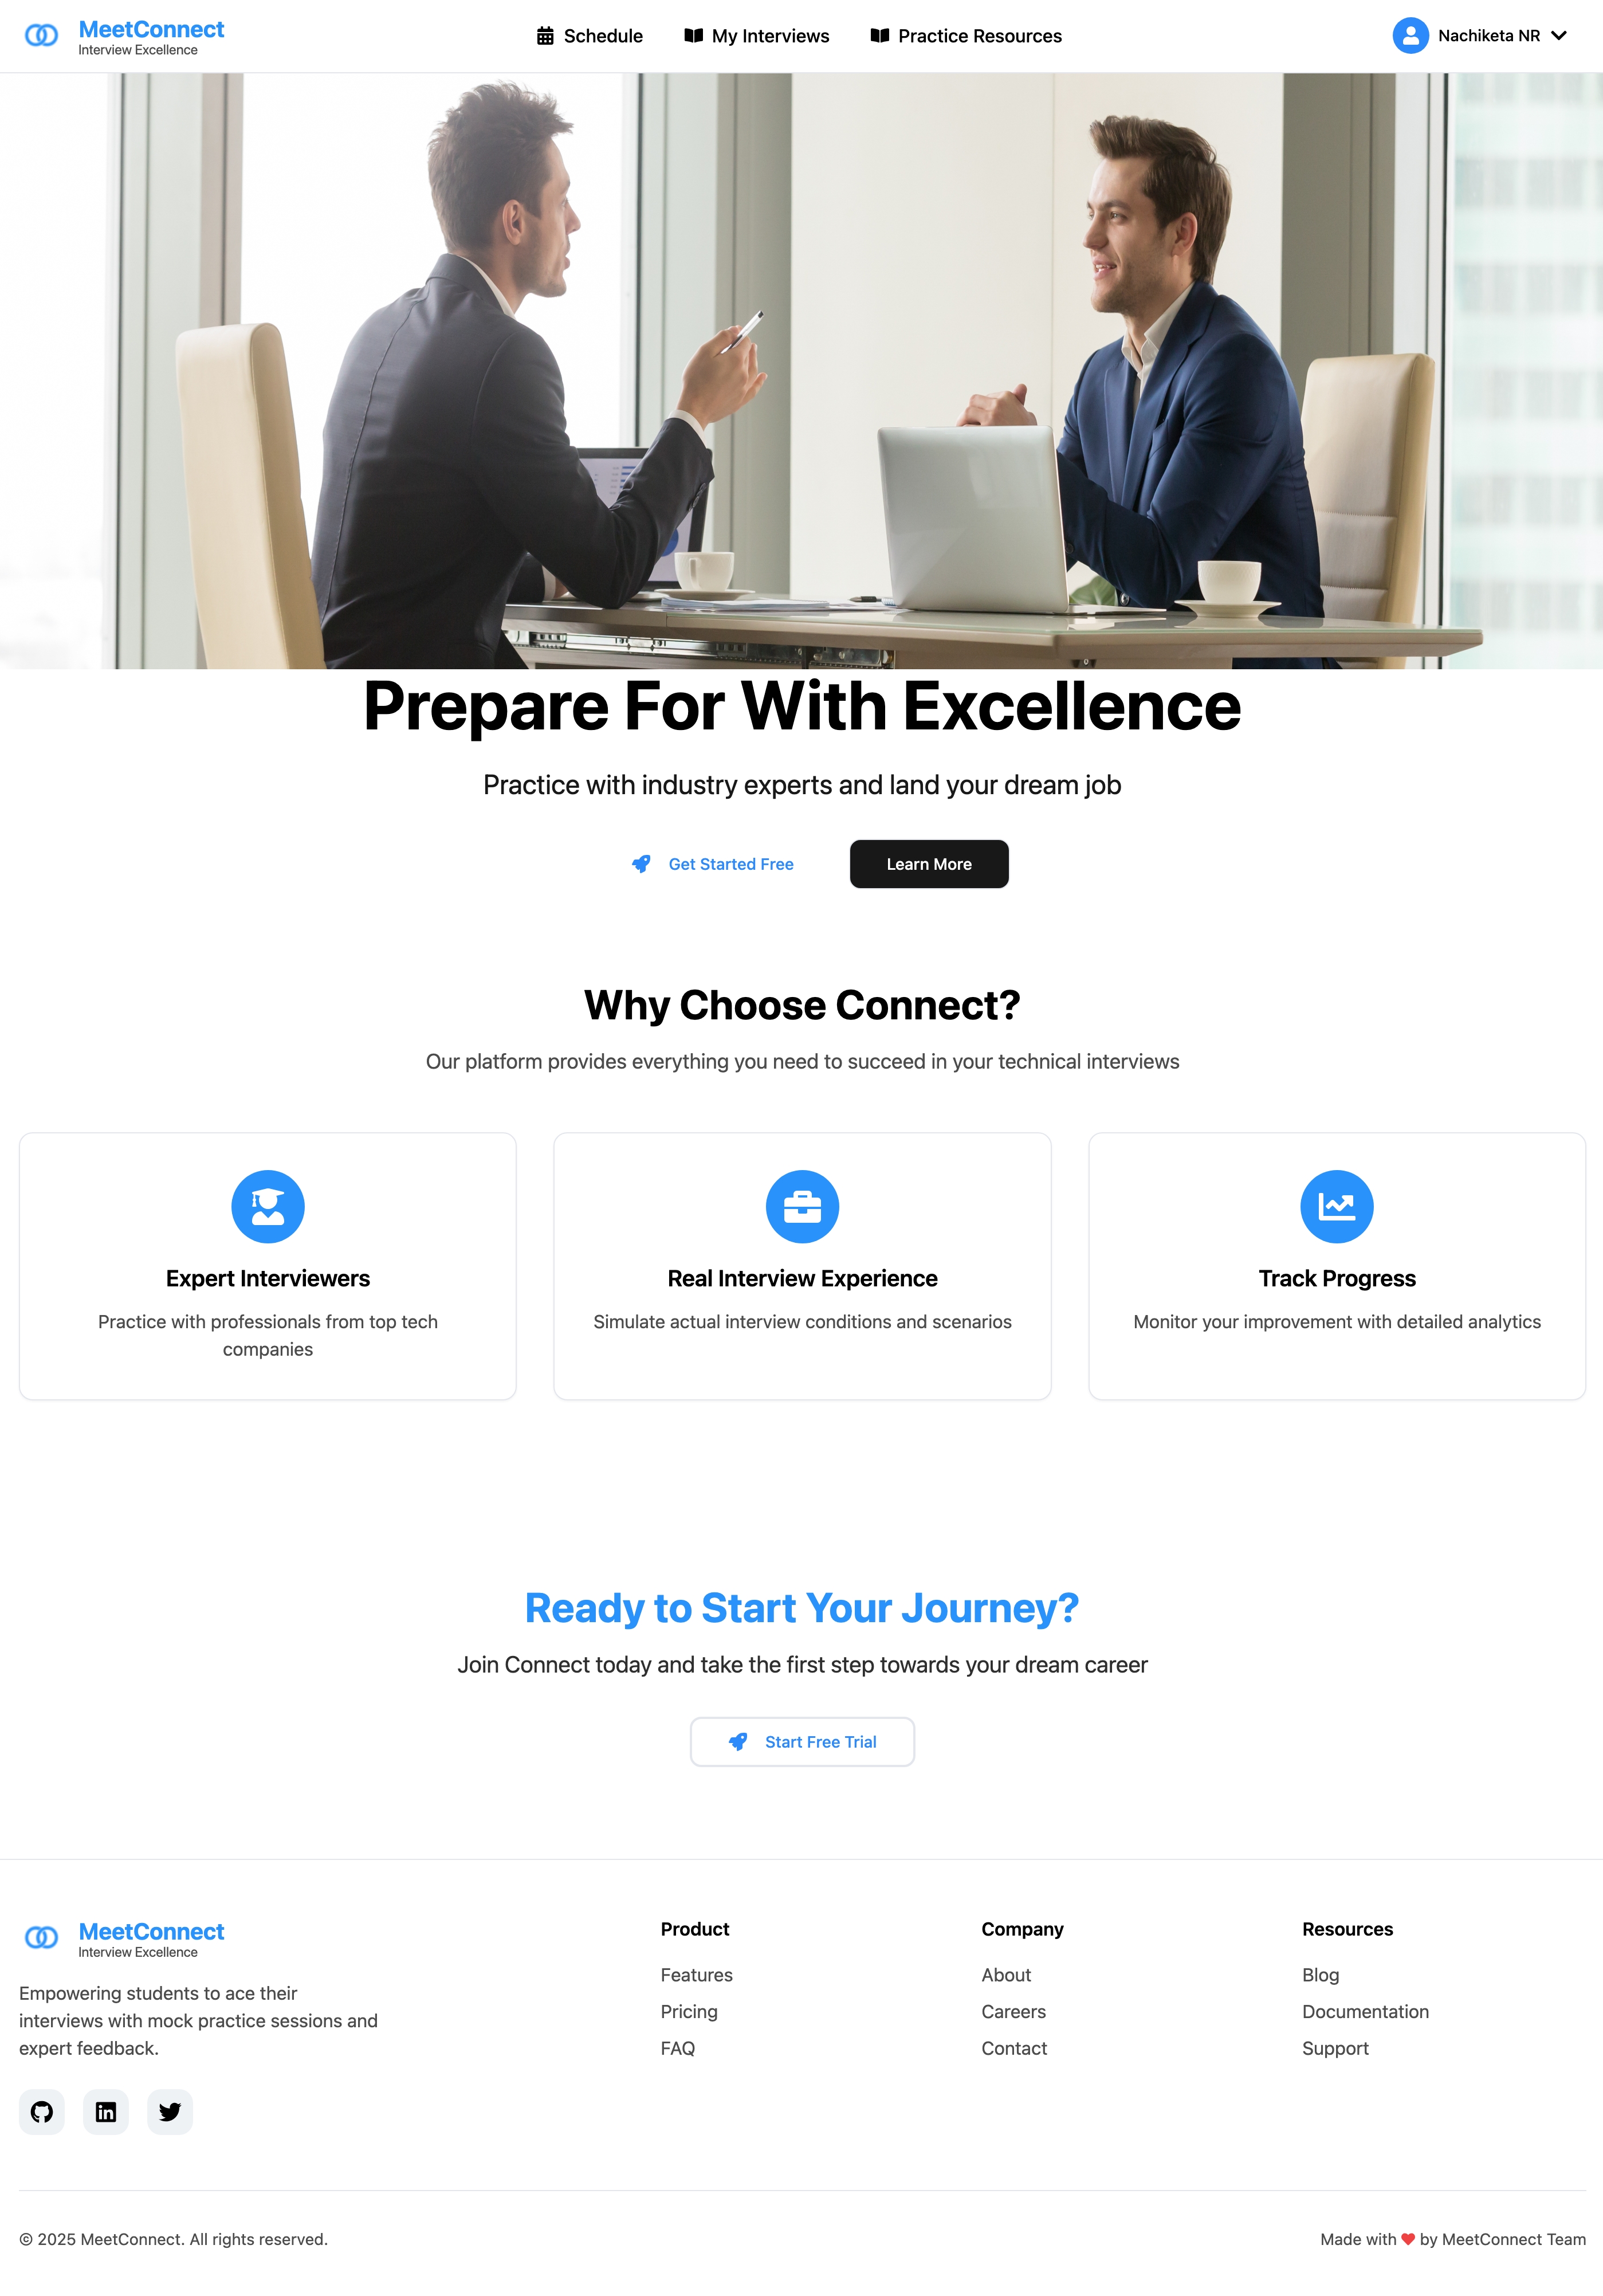 MeetConnect
Interview Excellence
Schedule
My Interviews
Practice Resources
Nachiketa NR
Prepare For With Excellence
Practice with industry experts and land your dream job
Get Started Free
Learn More
Why Choose Connect?
Our platform provides everything you need to succeed in your technical interviews
Expert Interviewers
Practice with professionals from top tech
companies
Real Interview Experience
Simulate actual interview conditions and scenarios
Track Progress
Monitor your improvement with detailed analytics
Ready to Start Your Journey?
Join Connect today and take the first step towards your dream career
Start Free Trial
MeetConnect
Interview Excellence
Empowering students to ace their
interviews with mock practice sessions and
expert feedback.
Product
Features
Pricing
FAQ
Company
About
Careers
Contact
Resources
Blog
Documentation
Support
© 2025 MeetConnect. All rights reserved.
Made with ❤ by MeetConnect Team